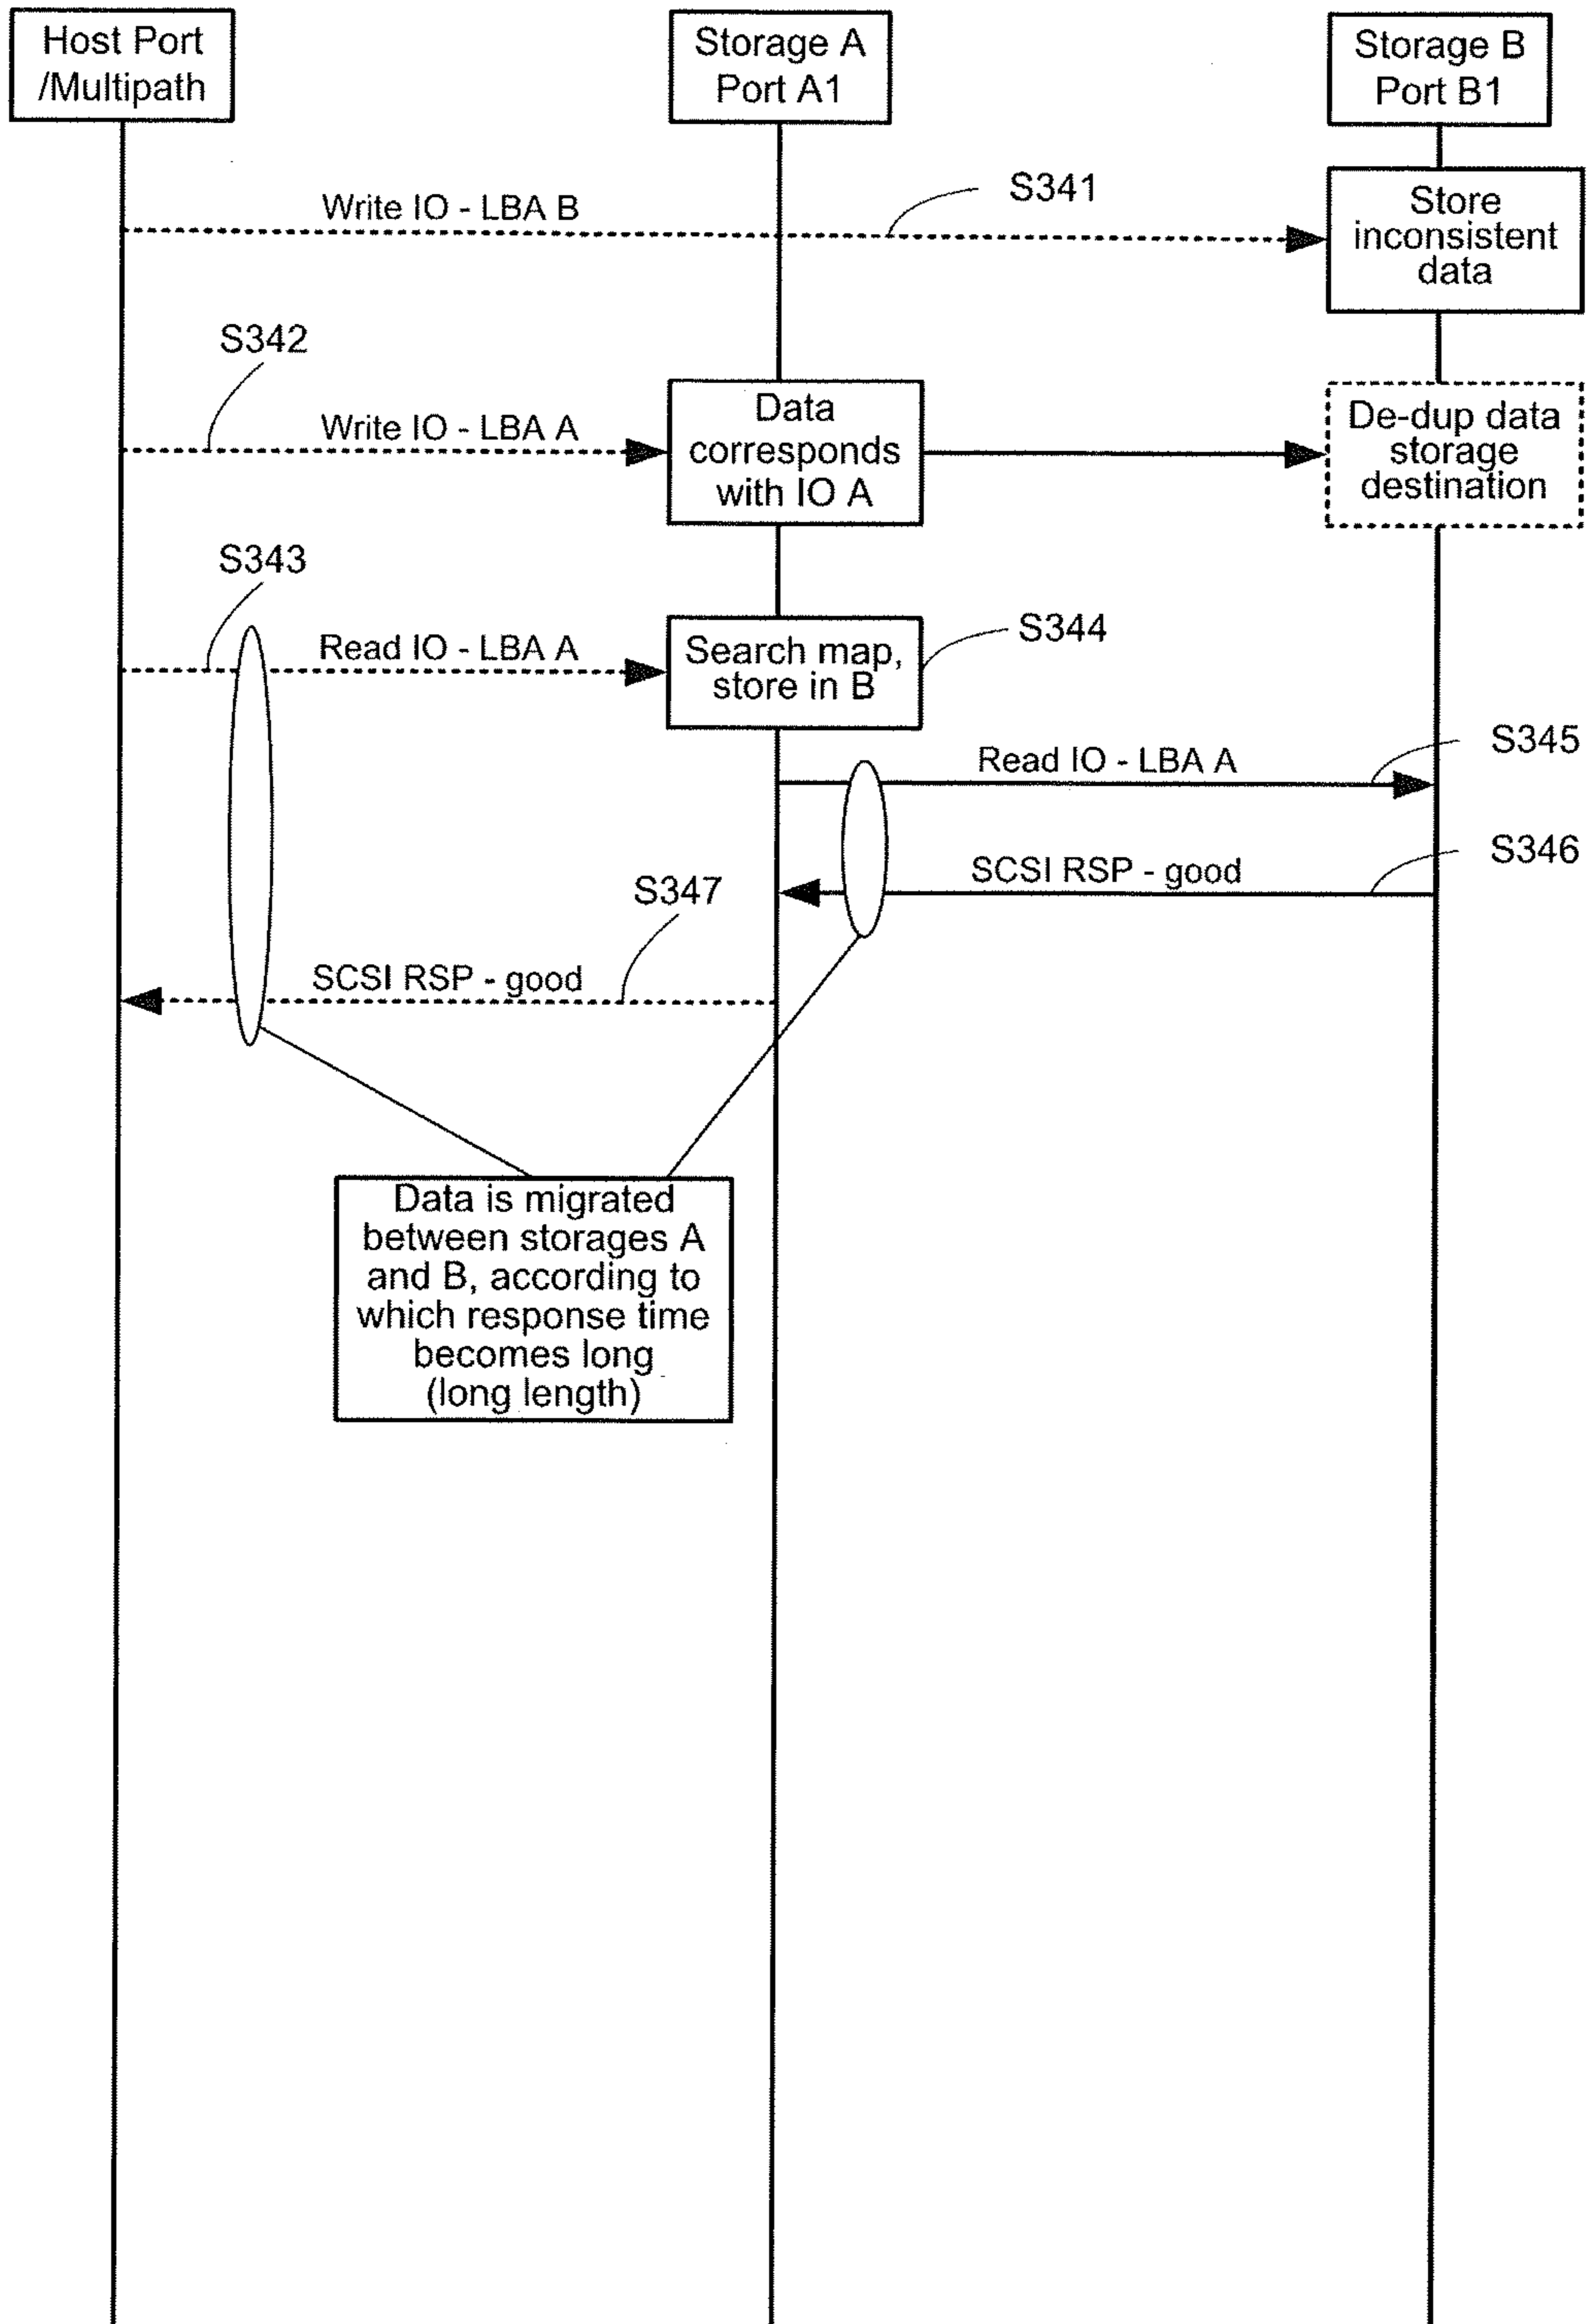 Host Port
/Multipath
Storage A
Port A1
Storage B
Port B1
S341
Write IO - LBA B
Store
inconsistent
data
S342
Write IO - LBA A
Data
corresponds
with IO A
De-dup data
storage
destination
S343
Read IO - LBA A
Search map,
store in B
S344
Read IO - LBA A
S345
SCSI RSP - good
S346
S347
SCSI RSP - good
Data is migrated
between storages A
and B, according to
which response time
becomes long
(long length)